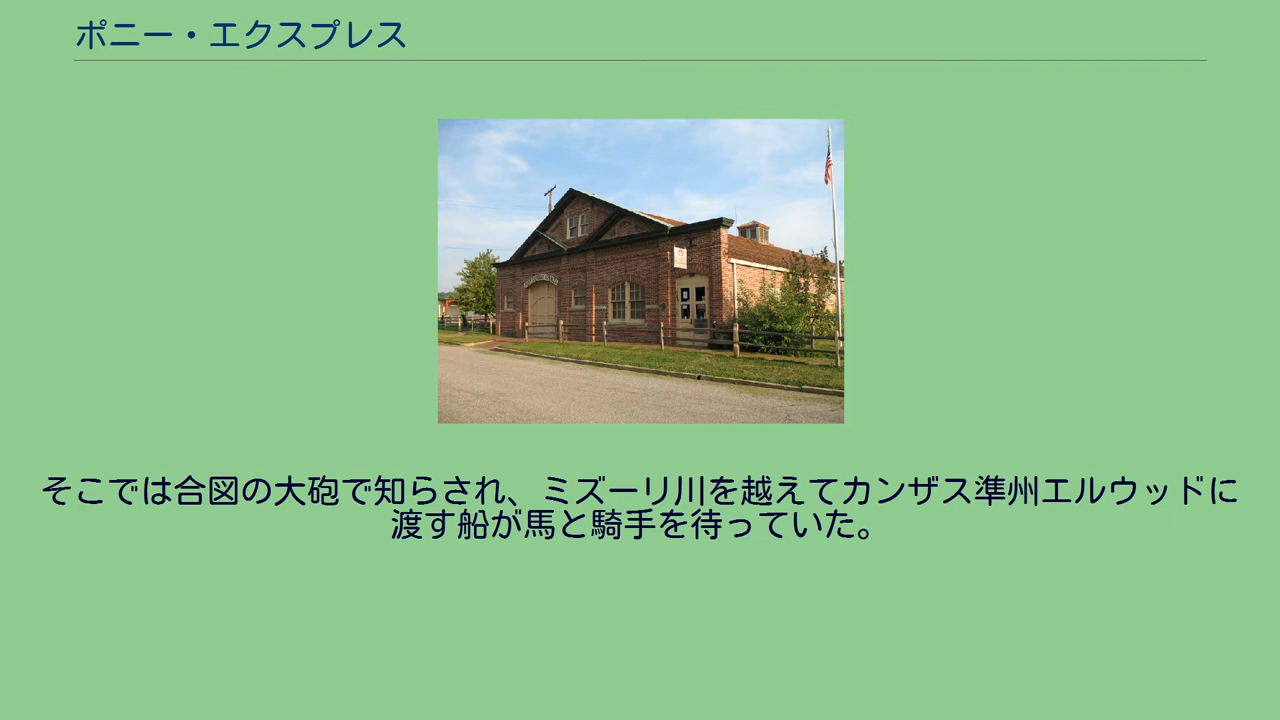 ポニー・エクスプレス
そこでは合図の大砲で知らされ、ミズーリ川を越えてカンザス準州エルウッドに
渡す船が馬と騎手を待っていた。